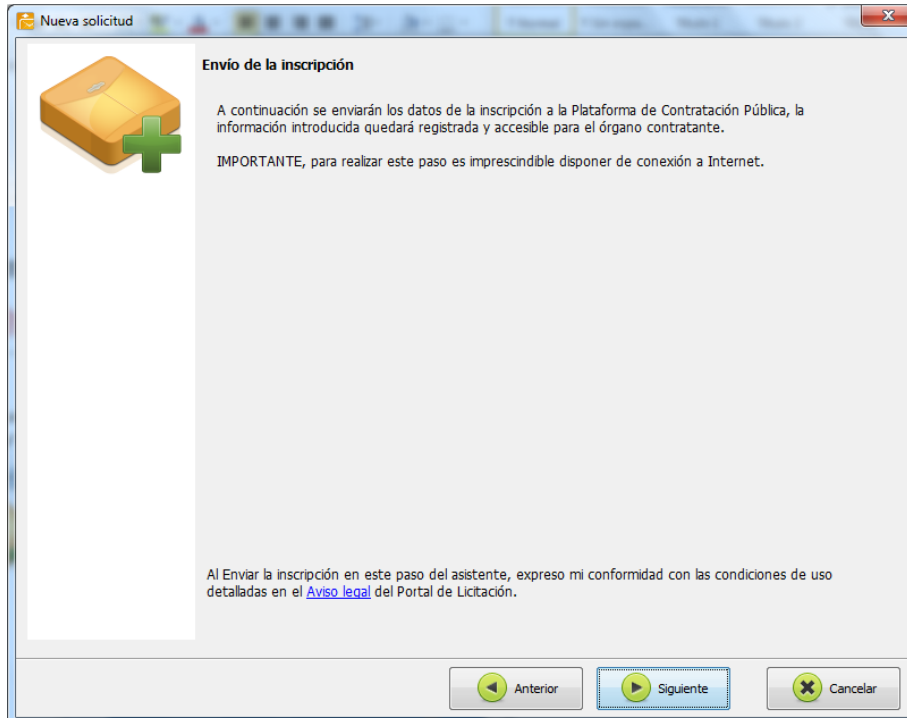 Nueva solicitud
Envío de la inscripción
A continuación se enviarán los datos de la inscripción a la Plataforma de Contratación Pública, la
información introducida quedará registrada y accesible para el órgano contratante.
IMPORTANTE, para realizar este paso es imprescindible disponer de conexión a Internet.
Al Enviar la inscripción en este paso del asistente, expreso mi conformidad con las condiciones de uso
detalladas en el Aviso legal del Portal de Licitación.
Anterior
Siguiente
Cancelar